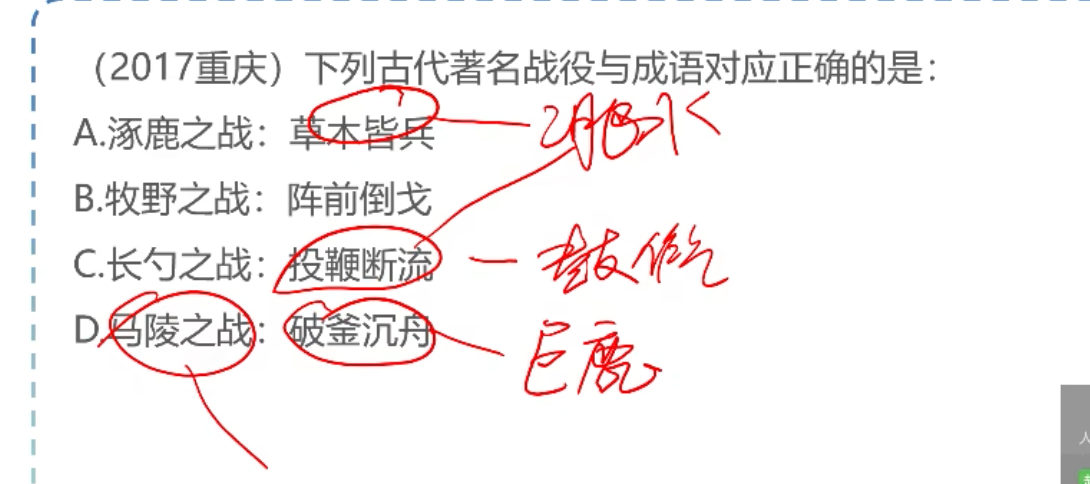 （2017重庆）下列古代著名战役与成语对应正确的是：
A.涿鹿之战：草木皆兵
淝水
B.牧野之战：阵前倒戈
C.长勺之战：投鞭断流
一鼓作气
D.马陵之战：破釜沉舟
巨鹿